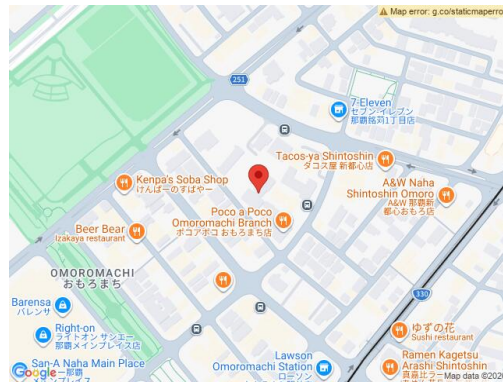 Map error: g.co/staticmaperro
251
7-Eleven
セブン-イレブン
那覇銘苅1丁目店
Tacos-ya Shintoshin
タコス屋 新都心店
Kenpa's Soba Shop
けんぱーのすばやー
A&W Naha
Shintoshin Omoro
A&W 那覇新
都心おもろ店
Poco a Poco
Omoromachi Branch
ポコアポコ おもろまち店
Beer Bear
Izakaya restaurant
OMOROMACHI
おもろまち
330
Barensa
バレンサ
Right-on
ライトオン サンエー
那覇メインプレイス店
ゆずの花
Sushi restaurant
San-A Naha Main Place
Google
Lawson
Omoromachi Station
ローソン
Ramen Kagetsu
Arashi Shintoshin
Map data ©202